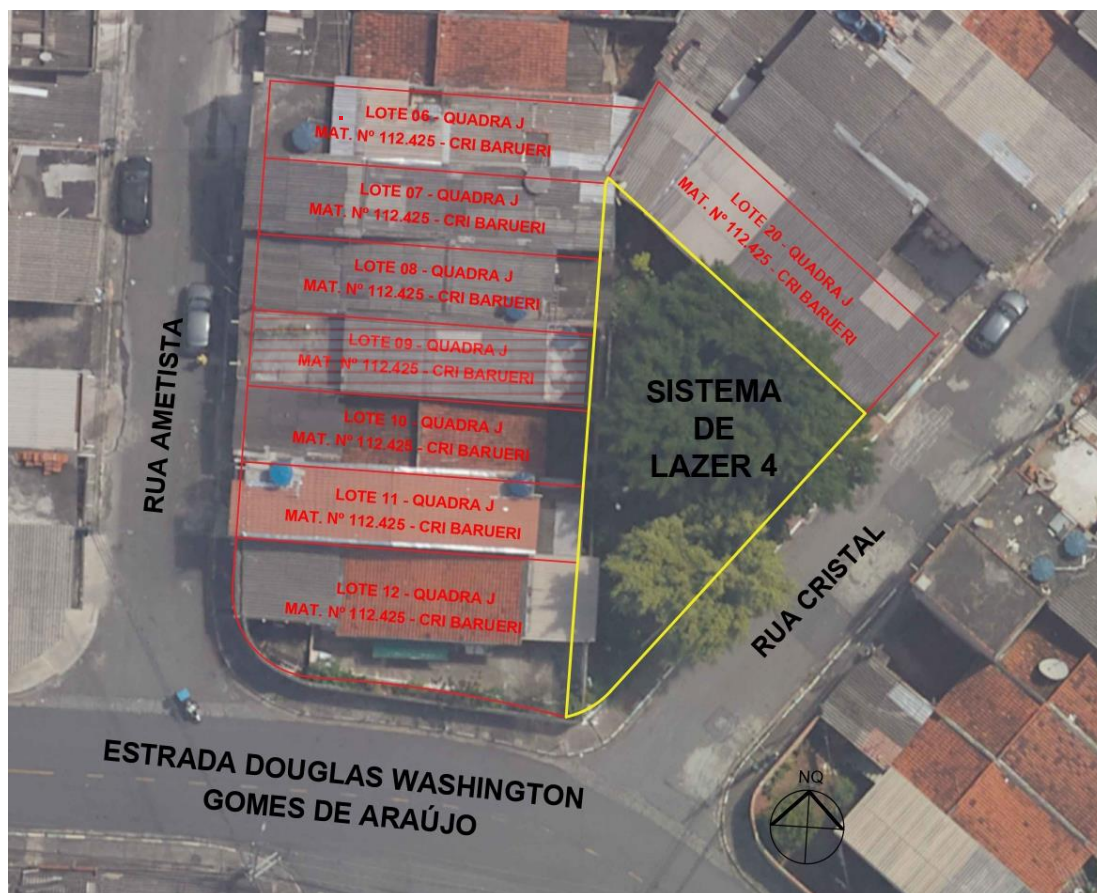 LOTE 06 - QUADRA J
MAT. Nº 112.425 - CRI BARUERI
LOTE 07 - QUADRA J
MAT. Nº 112.425 - CRI BARUERI
LOTE 20 - QUADRA J
MAT. Nº 112.425 - CRI BARUERI
LOTE 08 - QUADRA J
MAT. Nº 112.425 - CRI BARUERI
LOTE 09 - QUADRA J
MAT. Nº 112.425 - CRI BARUERI
LOTE 10 - QUADRA J
MAT. Nº 112.425 - CRI BARUERI
LOTE 11 - QUADRA J
MAT. Nº 112.425 - CRI BARUERI
LOTE 12 - QUADRA J
MAT. Nº 112.425 - CRI BARUERI
SISTEMA
DE
LAZER 4
RUA AMETISTA
RUA CRISTAL
ESTRADA DOUGLAS WASHINGTON
GOMES DE ARAÚJO
NQ